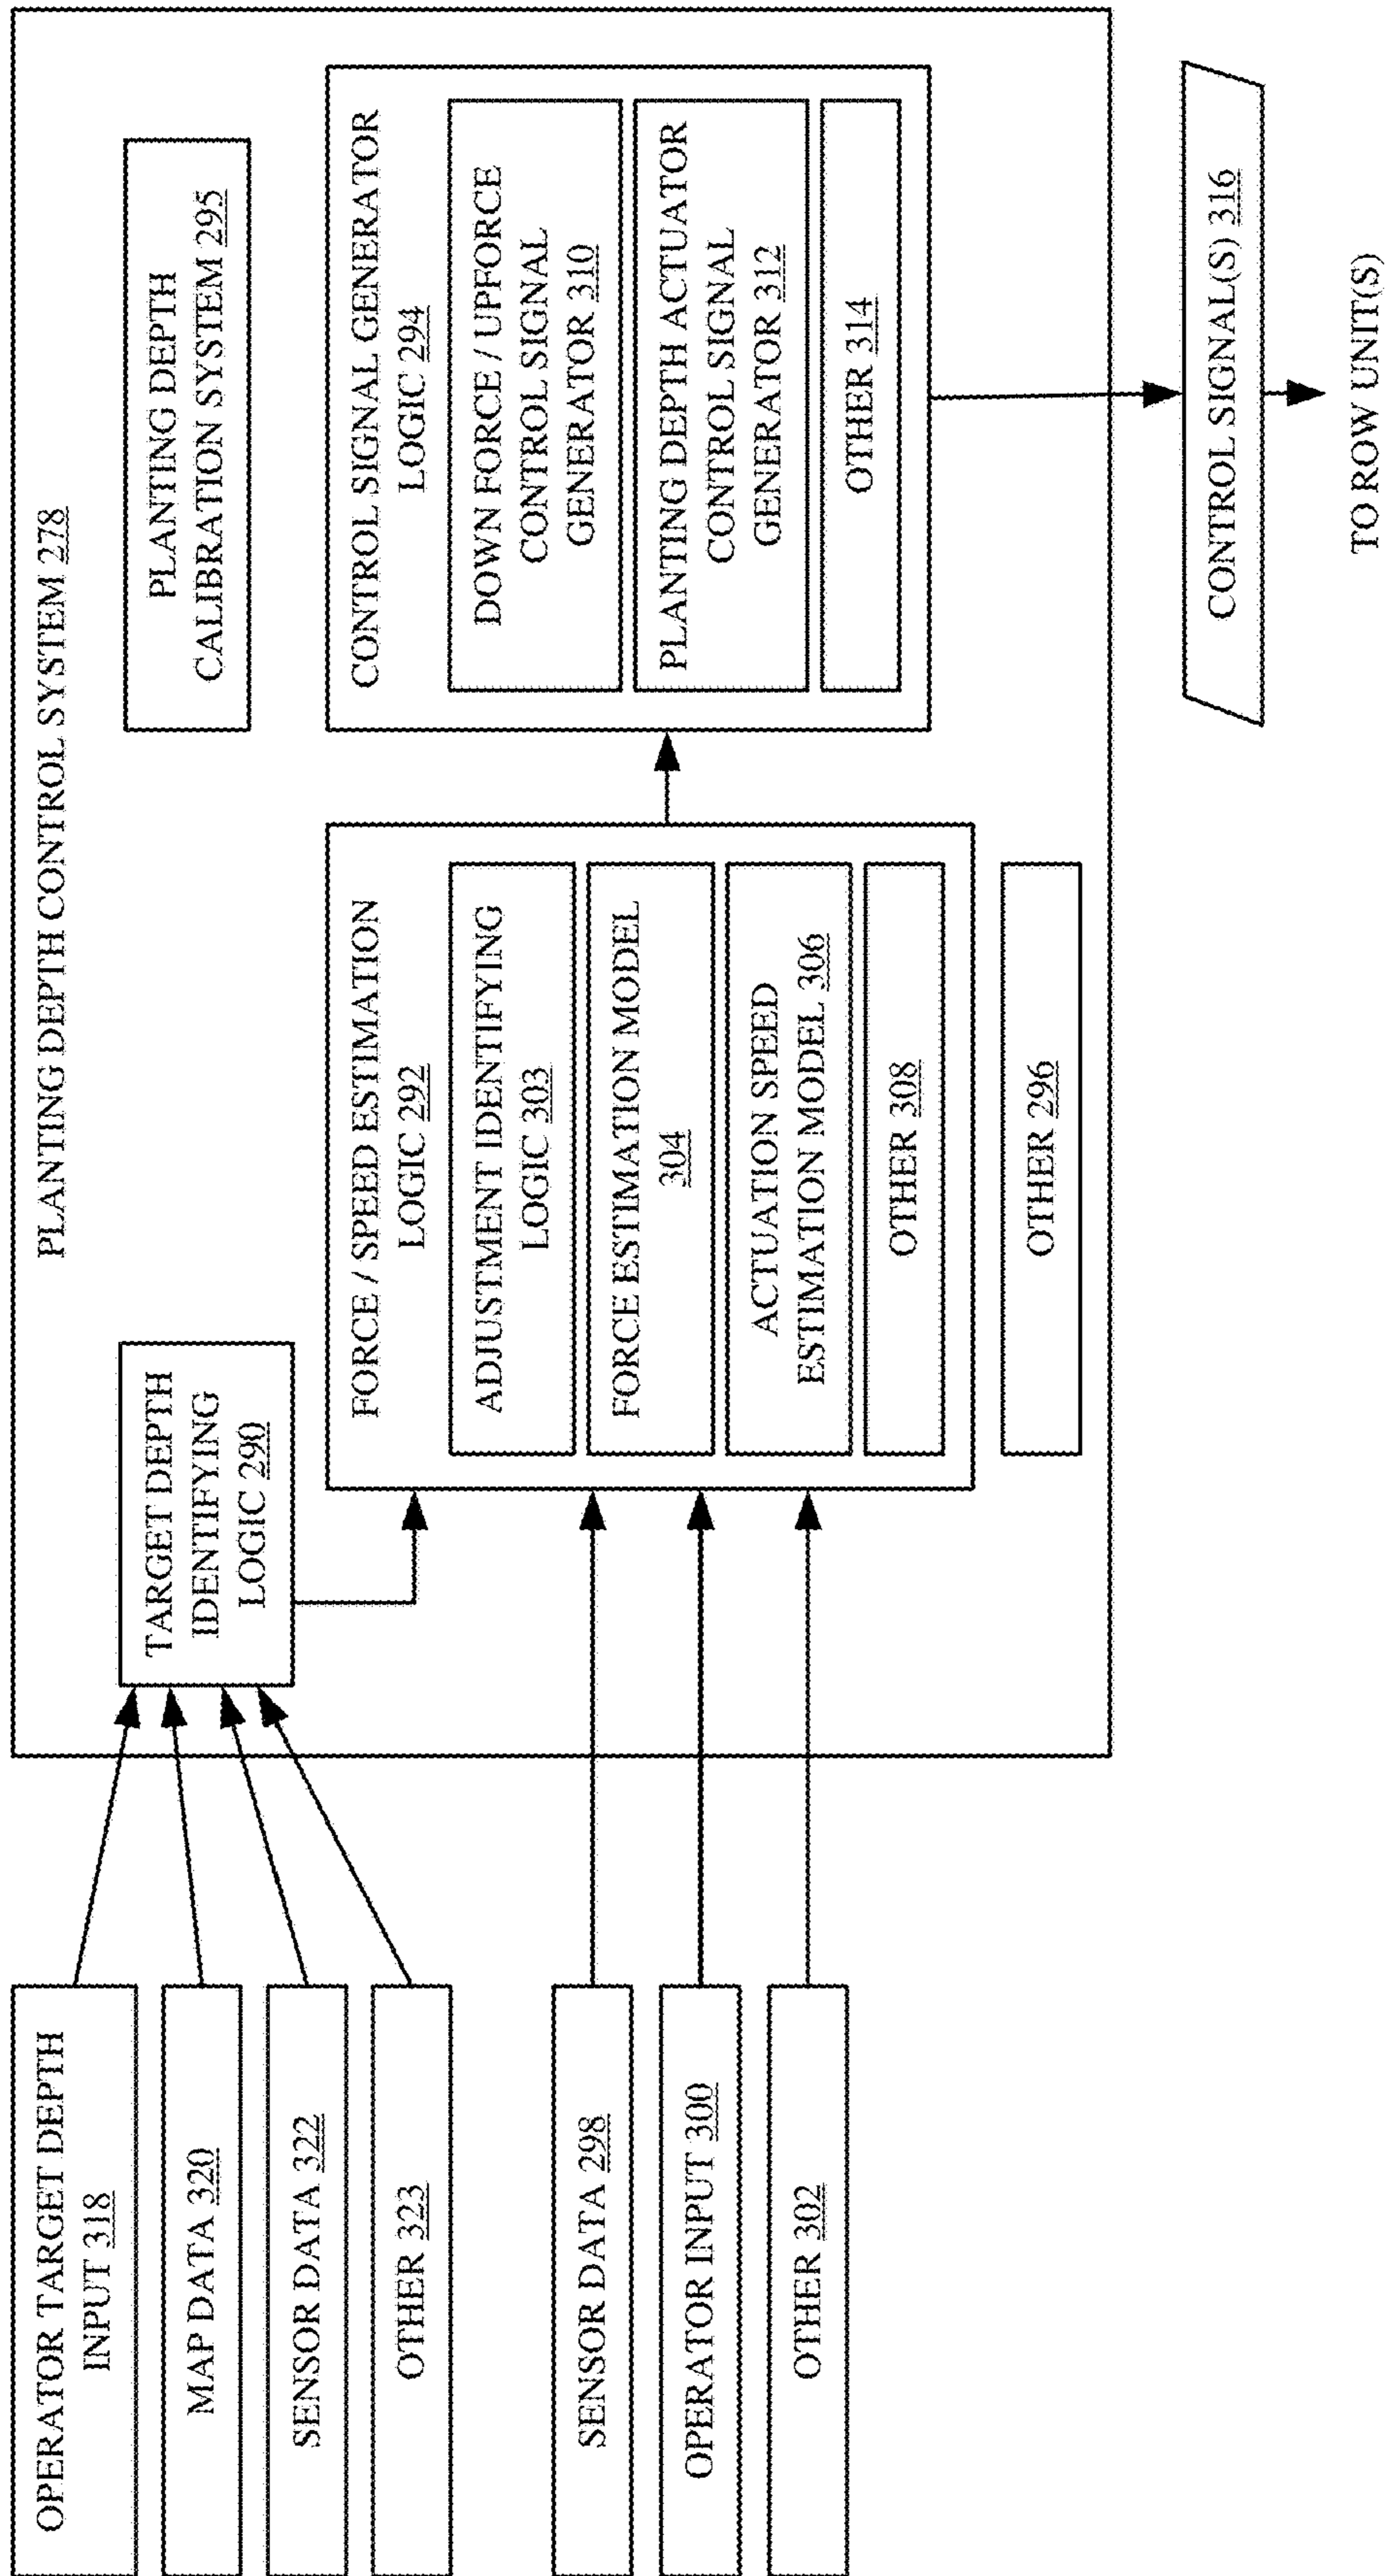 OPERATOR TARGET DEPTH
INPUT 318
MAP DATA 320
SENSOR DATA 322
OTHER 323
SENSOR DATA 298
OPERATOR INPUT 300
OTHER 302
PLANTING DEPTH CONTROL SYSTEM 278
TARGET DEPTH
IDENTIFYING
LOGIC 290
FORCE / SPEED ESTIMATION
LOGIC 292
ADJUSTMENT IDENTIFYING
LOGIC 303
FORCE ESTIMATION MODEL
304
ACTUATION SPEED
ESTIMATION MODEL 306
OTHER 308
OTHER 296
PLANTING DEPTH
CALIBRATION SYSTEM 295
CONTROL SIGNAL GENERATOR
LOGIC 294
DOWN FORCE / UPFORCE
CONTROL SIGNAL
GENERATOR 310
PLANTING DEPTH ACTUATOR
CONTROL SIGNAL
GENERATOR 312
OTHER 314
CONTROL SIGNAL(S) 316
TO ROW UNIT(S)